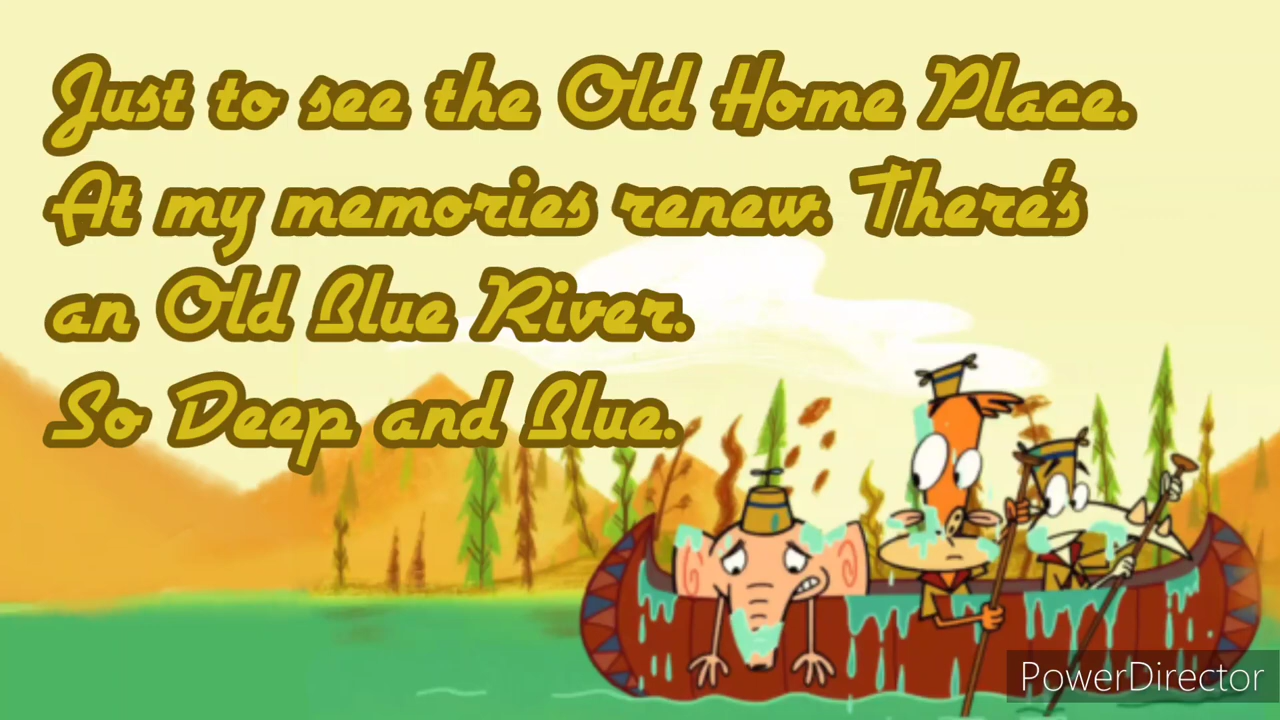 Just to see the Old Home Place.
At my memories renew. There's
an Old Blue River.
So Deep and Blue.
PowerDirector